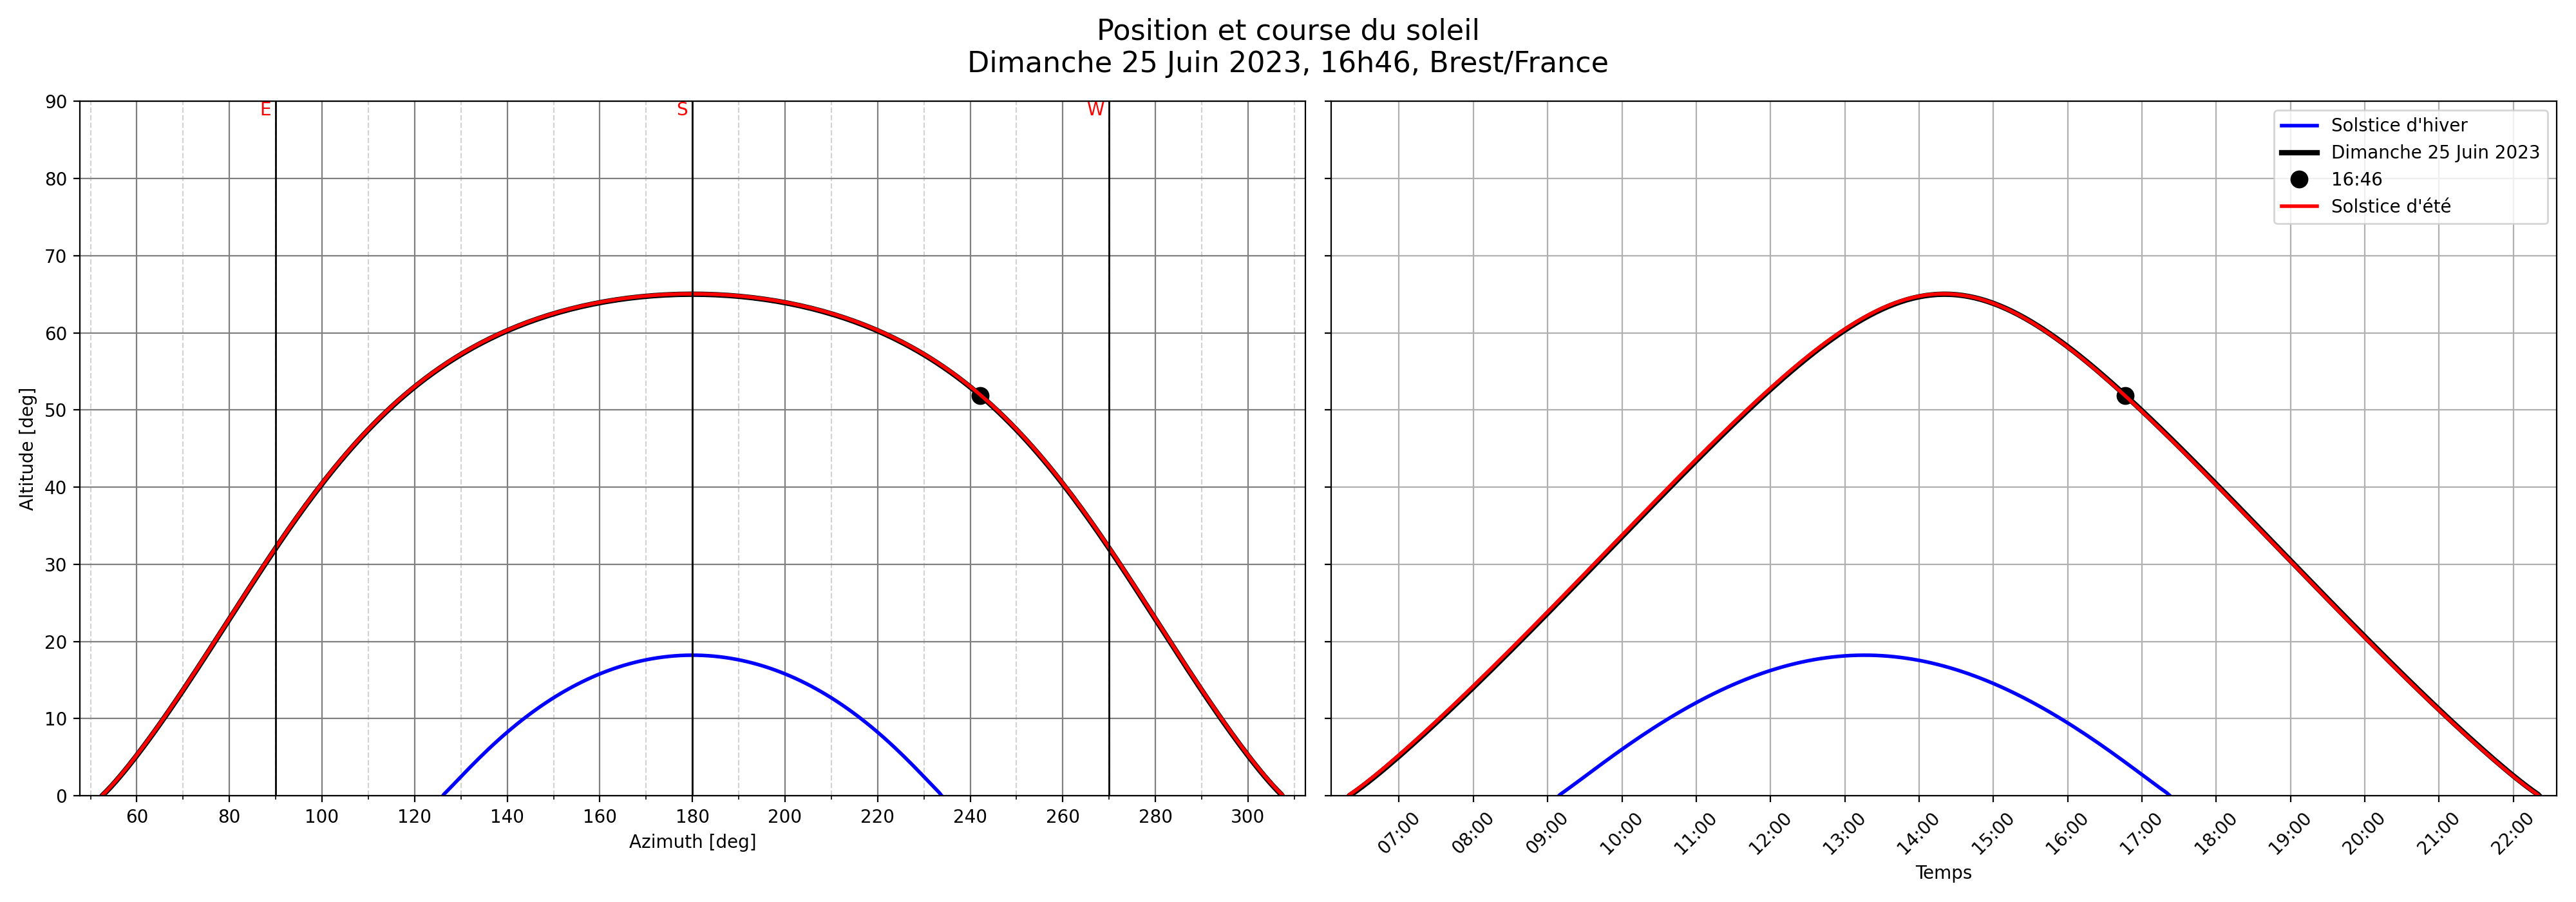 Position et course du soleil
Dimanche 25 Juin 2023, 16h46, Brest/France
E
S
W
90
80
70
60
50
40
30
20
10
0
Altitude [deg]
60 80 100 120 140 160 180 200 220 240 260 280 300
Azimuth [deg]
Solstice d'hiver
Dimanche 25 Juin 2023
16:46
Solstice d'été
07:00 08:00 09:00 10:00 11:00 12:00 13:00 14:00 15:00 16:00 17:00 18:00 19:00 20:00 21:00 22:00
Temps